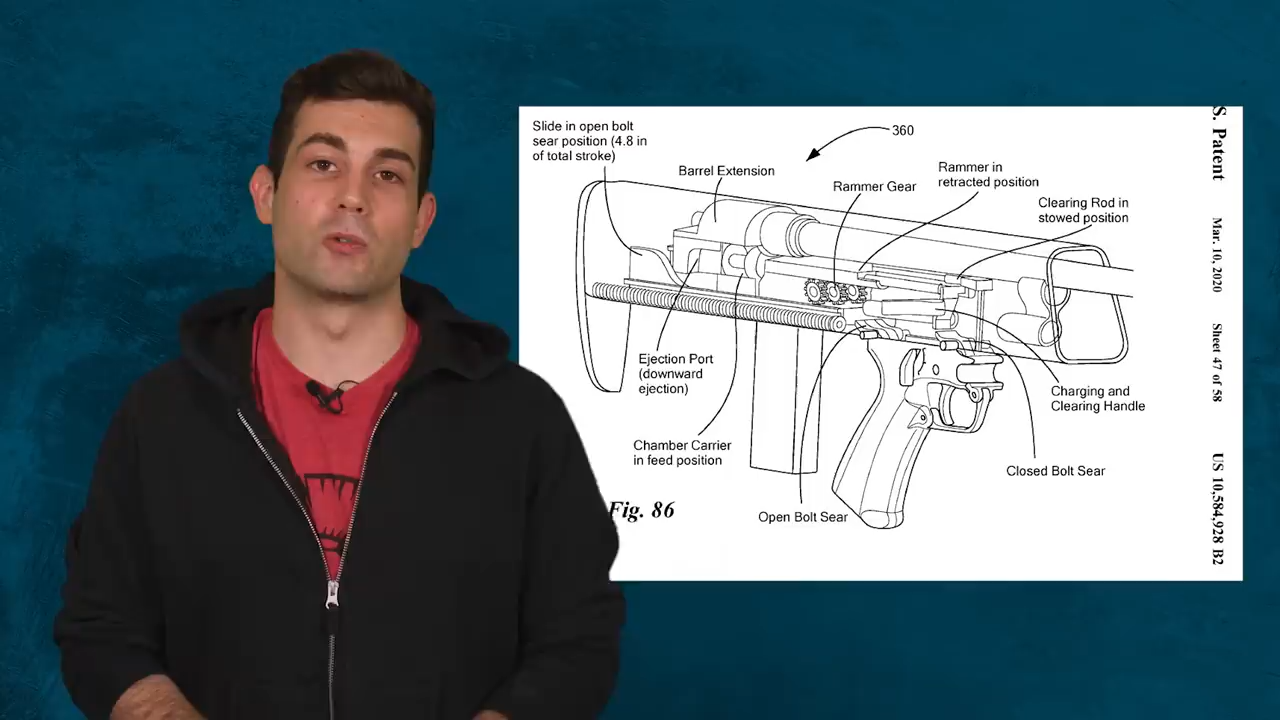 Slide in open bolt
sear position (4.8 in
of total stroke)
Barrel Extension
360
Rammer Gear
Rammer in
retracted position
Clearing Rod in
stowed position
Ejection Port
(downward
ejection)
Chamber Carrier
in feed position
Charging and
Clearing Handle
Closed Bolt Sear
Open Bolt Sear
Fig. 86
S. Patent
Mar. 10, 2020
Sheet 47 of 58
US 10,584,928 B2